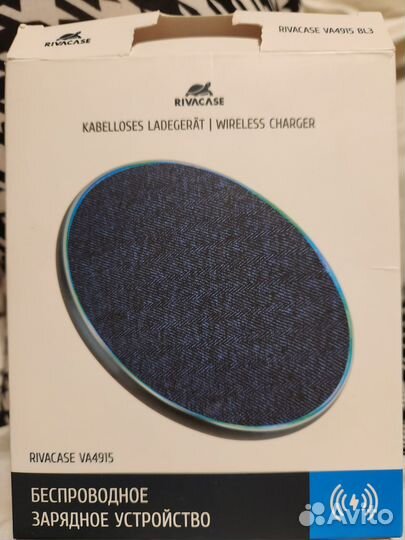 RIVACASE
RIVACASE VA4915 BL3
RIVACASE
KABELLOSES LADEGERÄT | WIRELESS CHARGER
RIVACASE VA4915
БЕСПРОВОДНОЕ
ЗАРЯДНОЕ УСТРОЙСТВО
Avito